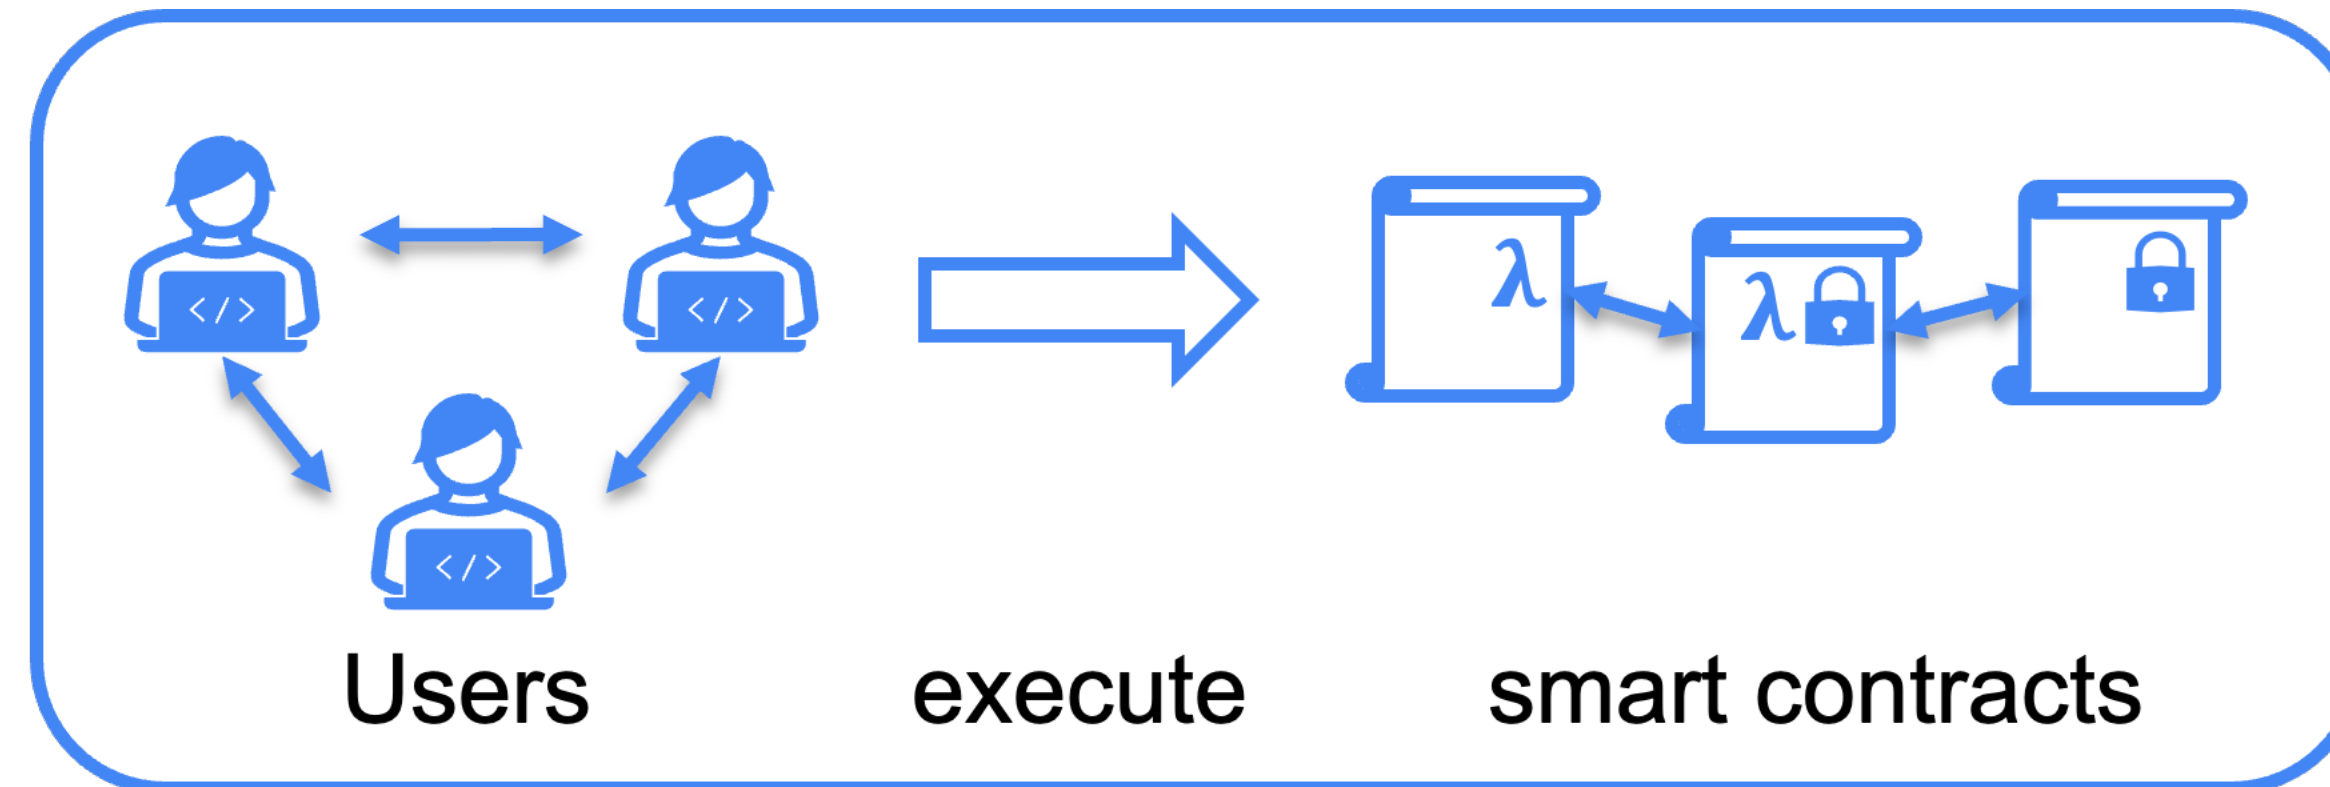 </>
</>
</>
λ
λ
Users
execute
smart contracts